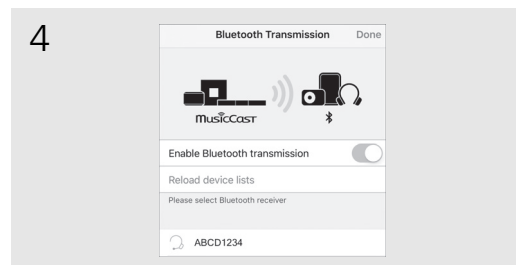 4
Bluetooth Transmission Done
MusicCast
Enable Bluetooth transmission
Reload device lists
Please select Bluetooth receiver
ABCD1234